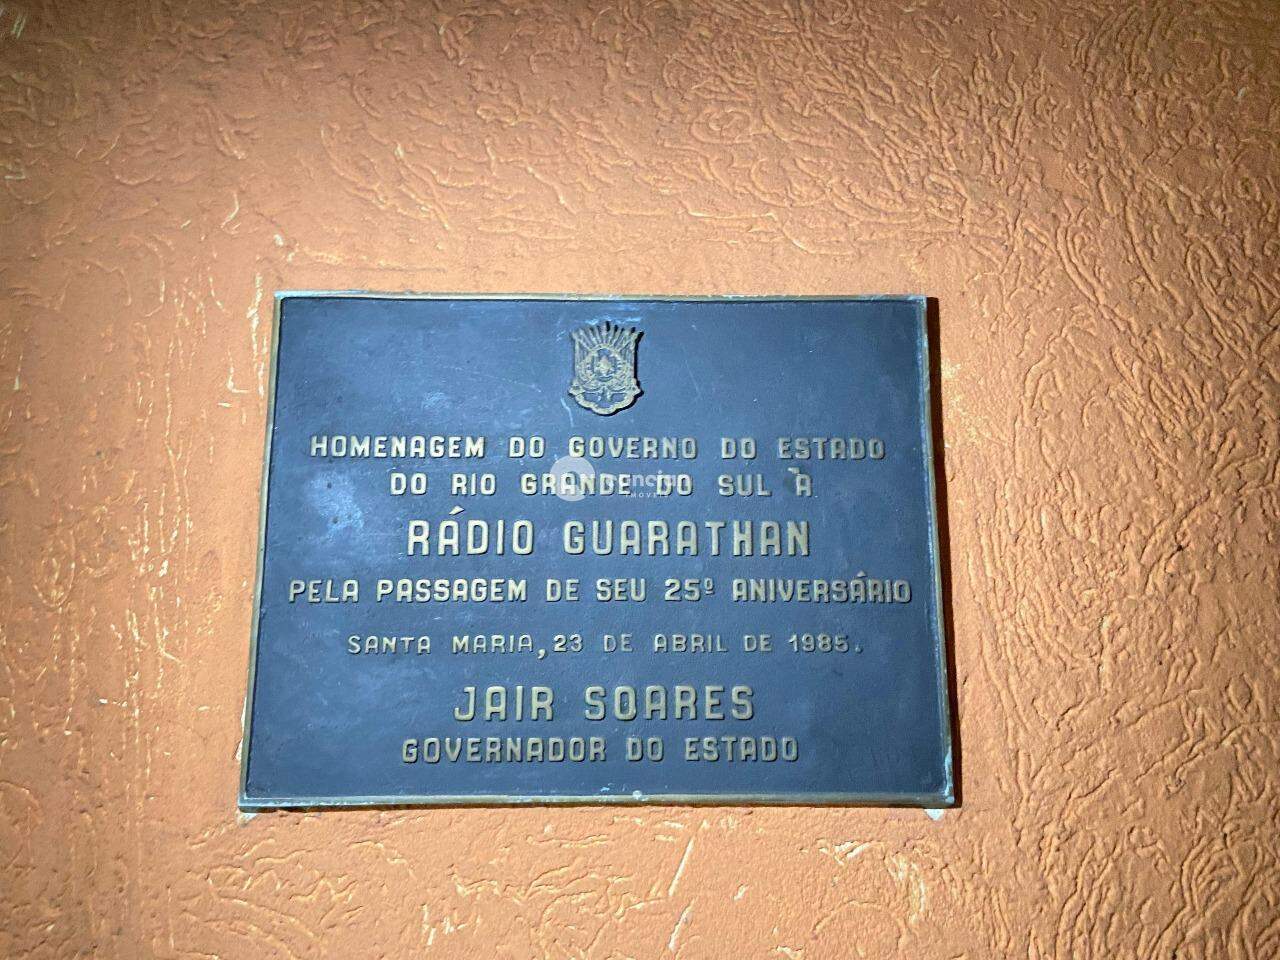 HOMENAGEM DO GOVERNO DO ESTADO
DO RIO GRANDE DO SUL À
RÁDIO GUARATHAN
PELA PASSAGEM DE SEU 25º ANIVERSÁRIO
SANTA MARIA, 23 DE ABRIL DE 1985.
JAIR SOARES
GOVERNADOR DO ESTADO